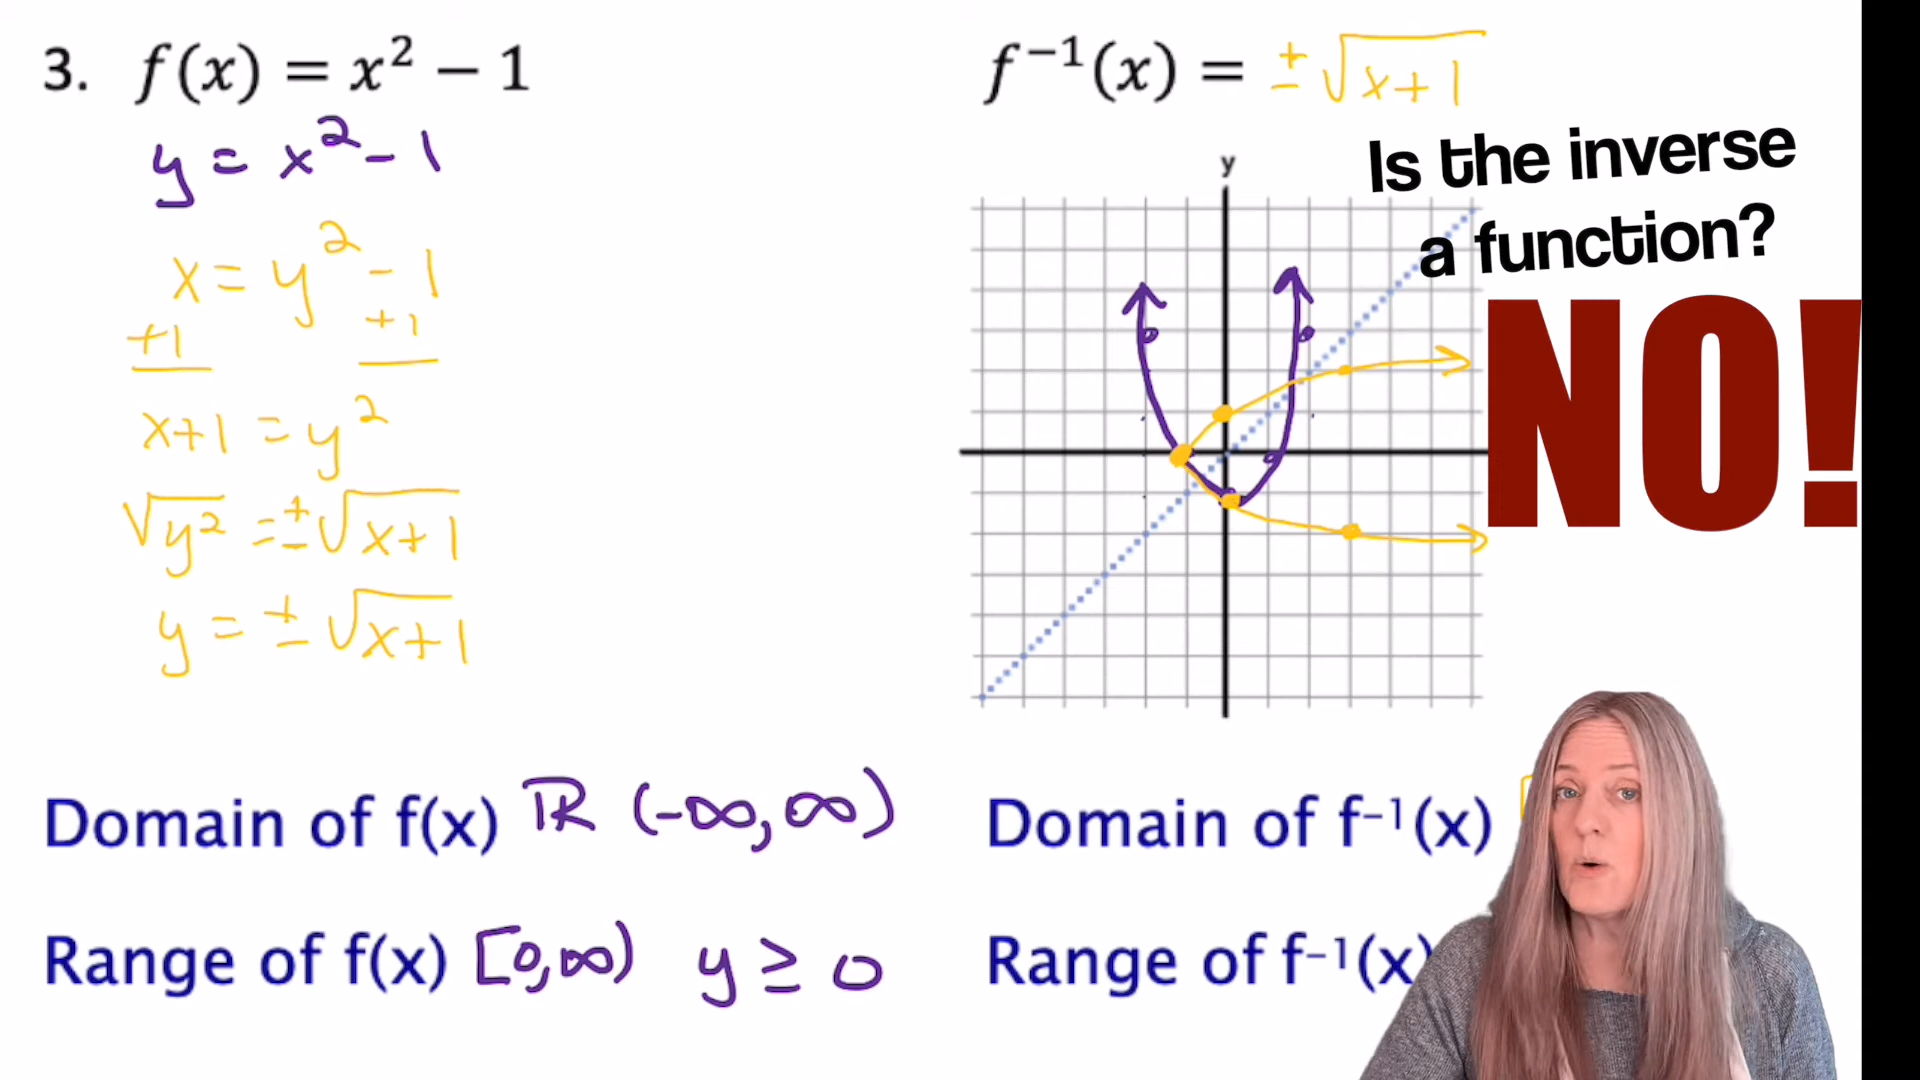 3. f(x) = x² − 1
y = x² - 1
x = y² - 1
+1 +1
x+1 = y²
√y² = ±√x+1
y = ±√x+1
f⁻¹(x) = ±√x+1
Is the inverse
a function?
NO!
y
Domain of f(x) ℝ (-∞, ∞)
Domain of f⁻¹(x)
Range of f(x) [0,∞) y ≥ 0
Range of f⁻¹(x)